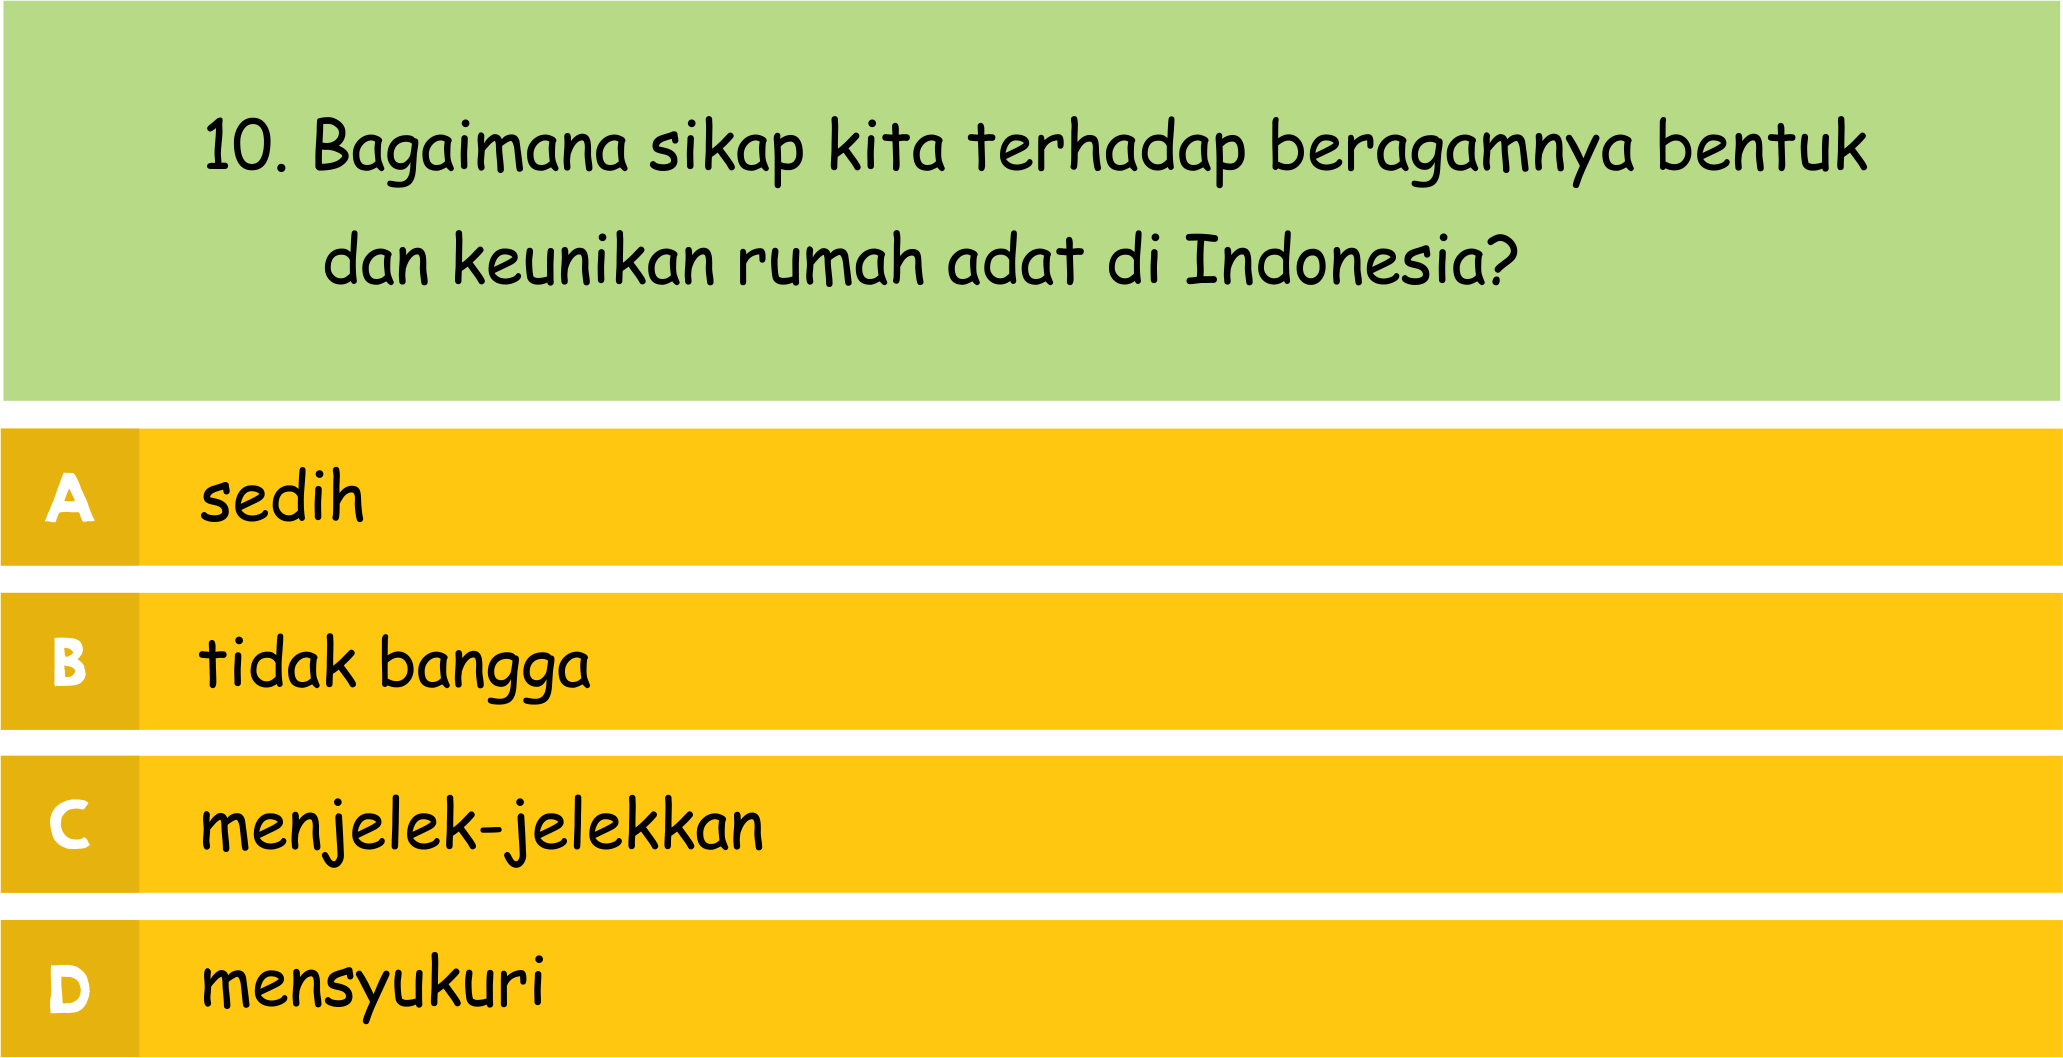 10. Bagaimana sikap kita terhadap beragamnya bentuk
dan keunikan rumah adat di Indonesia?
A sedih
B tidak bangga
C menjelek-jelekkan
D mensyukuri